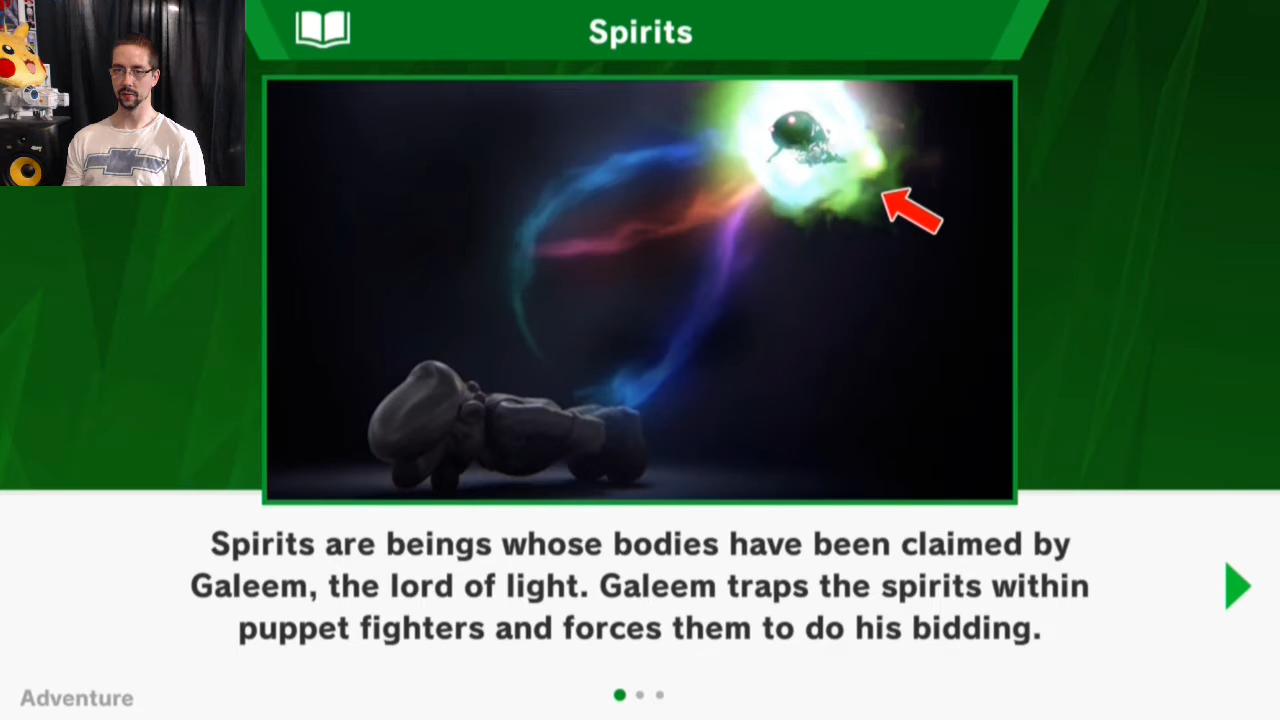 Spirits
Spirits are beings whose bodies have been claimed by
Galeem, the lord of light. Galeem traps the spirits within
puppet fighters and forces them to do his bidding.
Adventure